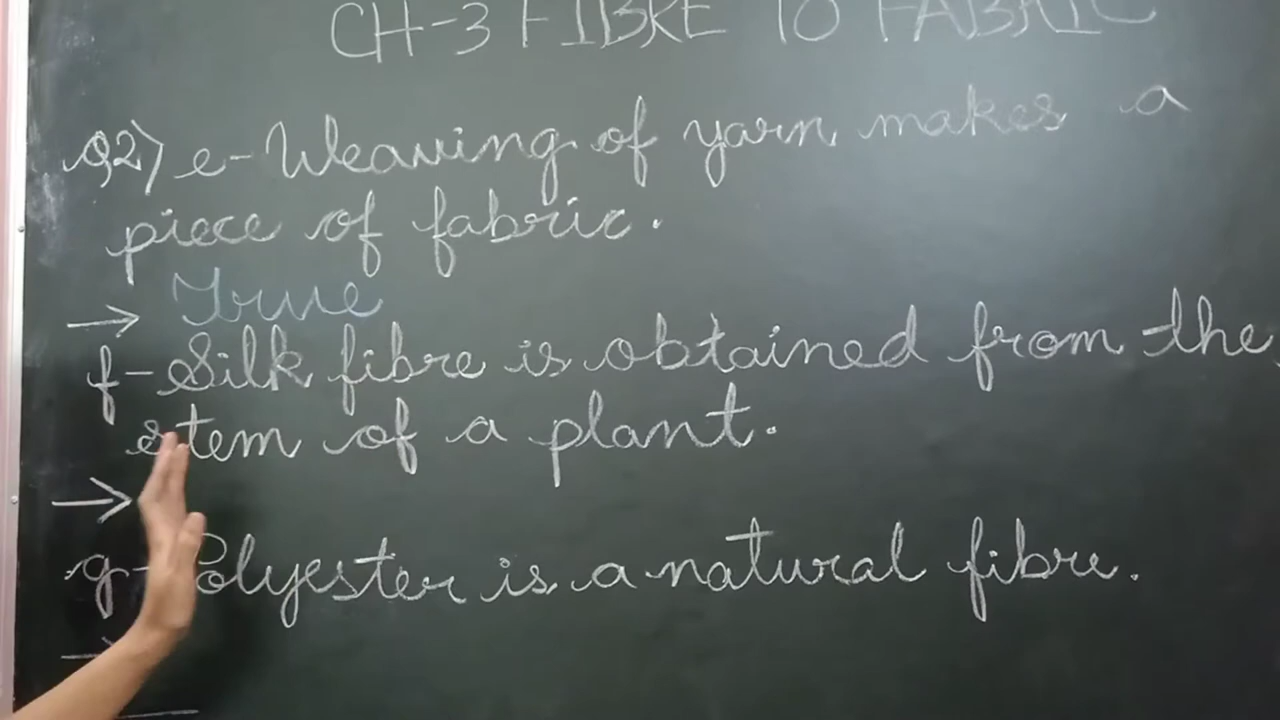 CH-3 FIBRE TO FABRIC
Q2) e- Weaving of yarn makes a
piece of fabric.
→ True
f- Silk fibre is obtained from the
stem of a plant.
→
g- Polyester is a natural fibre.
→